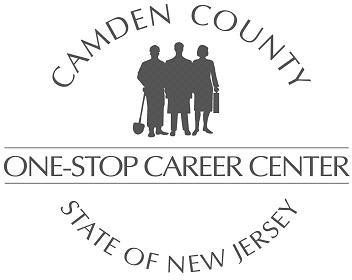 CAMDEN COUNTY
ONE-STOP CAREER CENTER
STATE OF NEW JERSEY